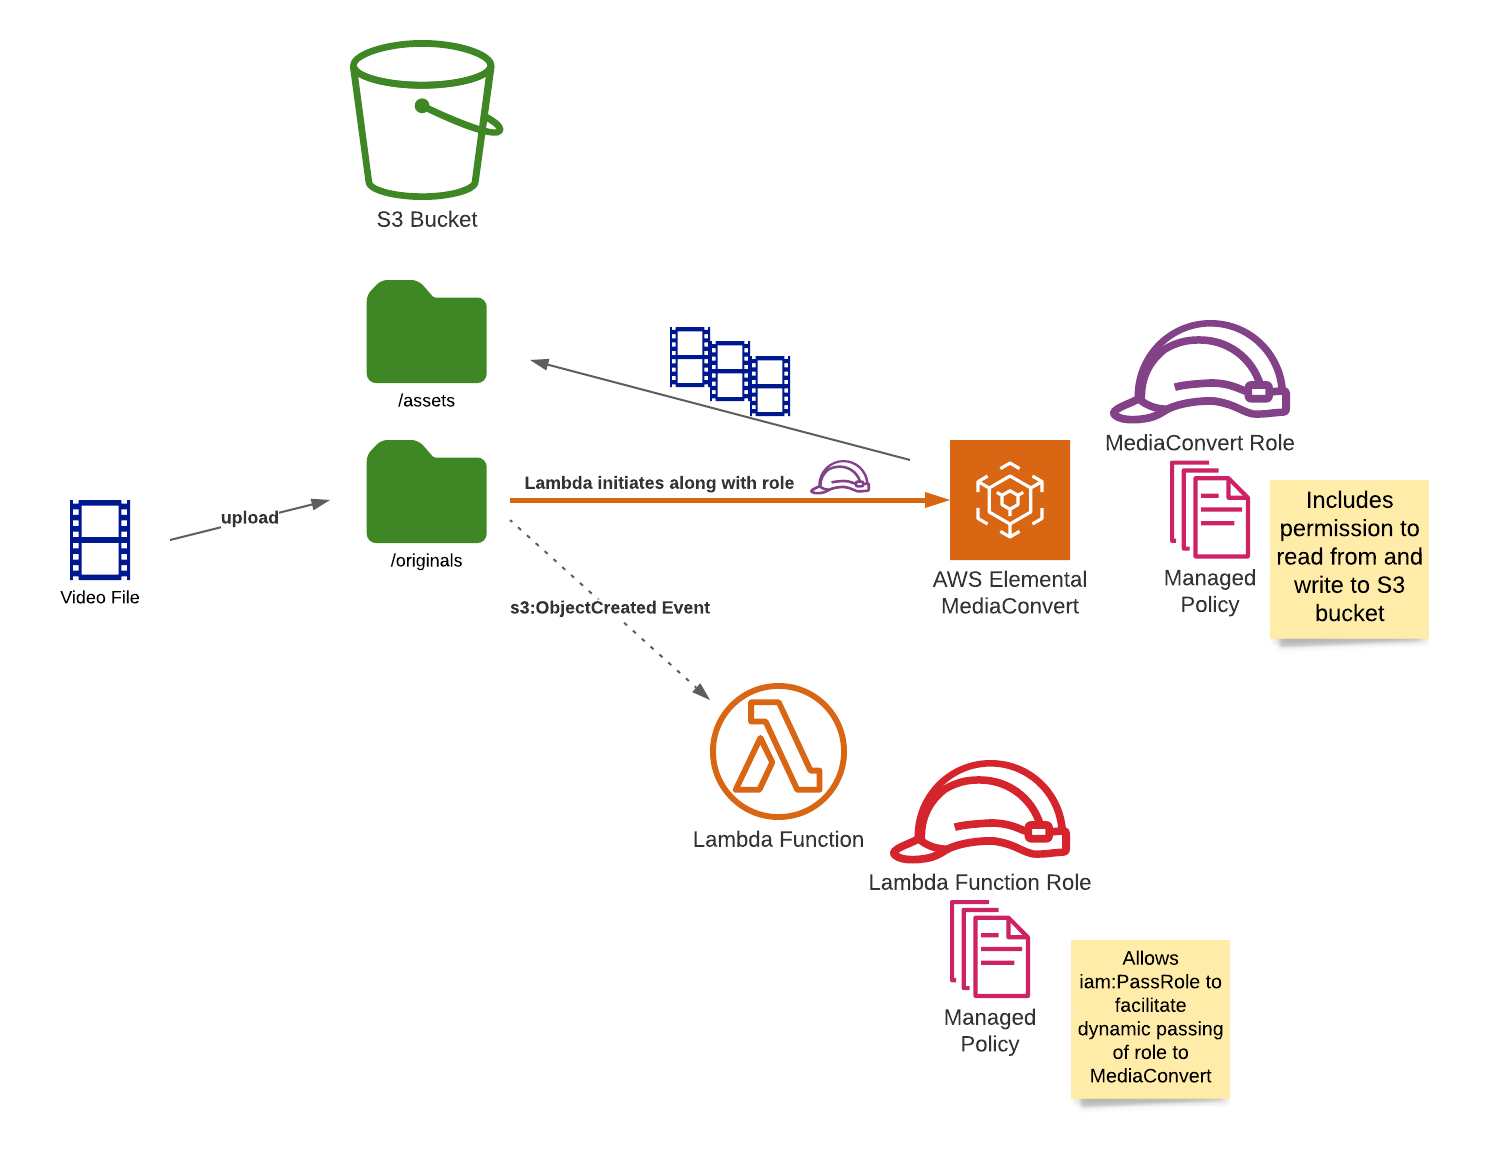 S3 Bucket
/assets
MediaConvert Role
Lambda initiates along with role
upload
/originals
Video File
AWS Elemental
MediaConvert
Managed
Policy
Includes
permission to
read from and
write to S3
bucket
s3:ObjectCreated Event
Lambda Function
Lambda Function Role
Managed
Policy
Allows
iam:PassRole to
facilitate
dynamic passing
of role to
MediaConvert